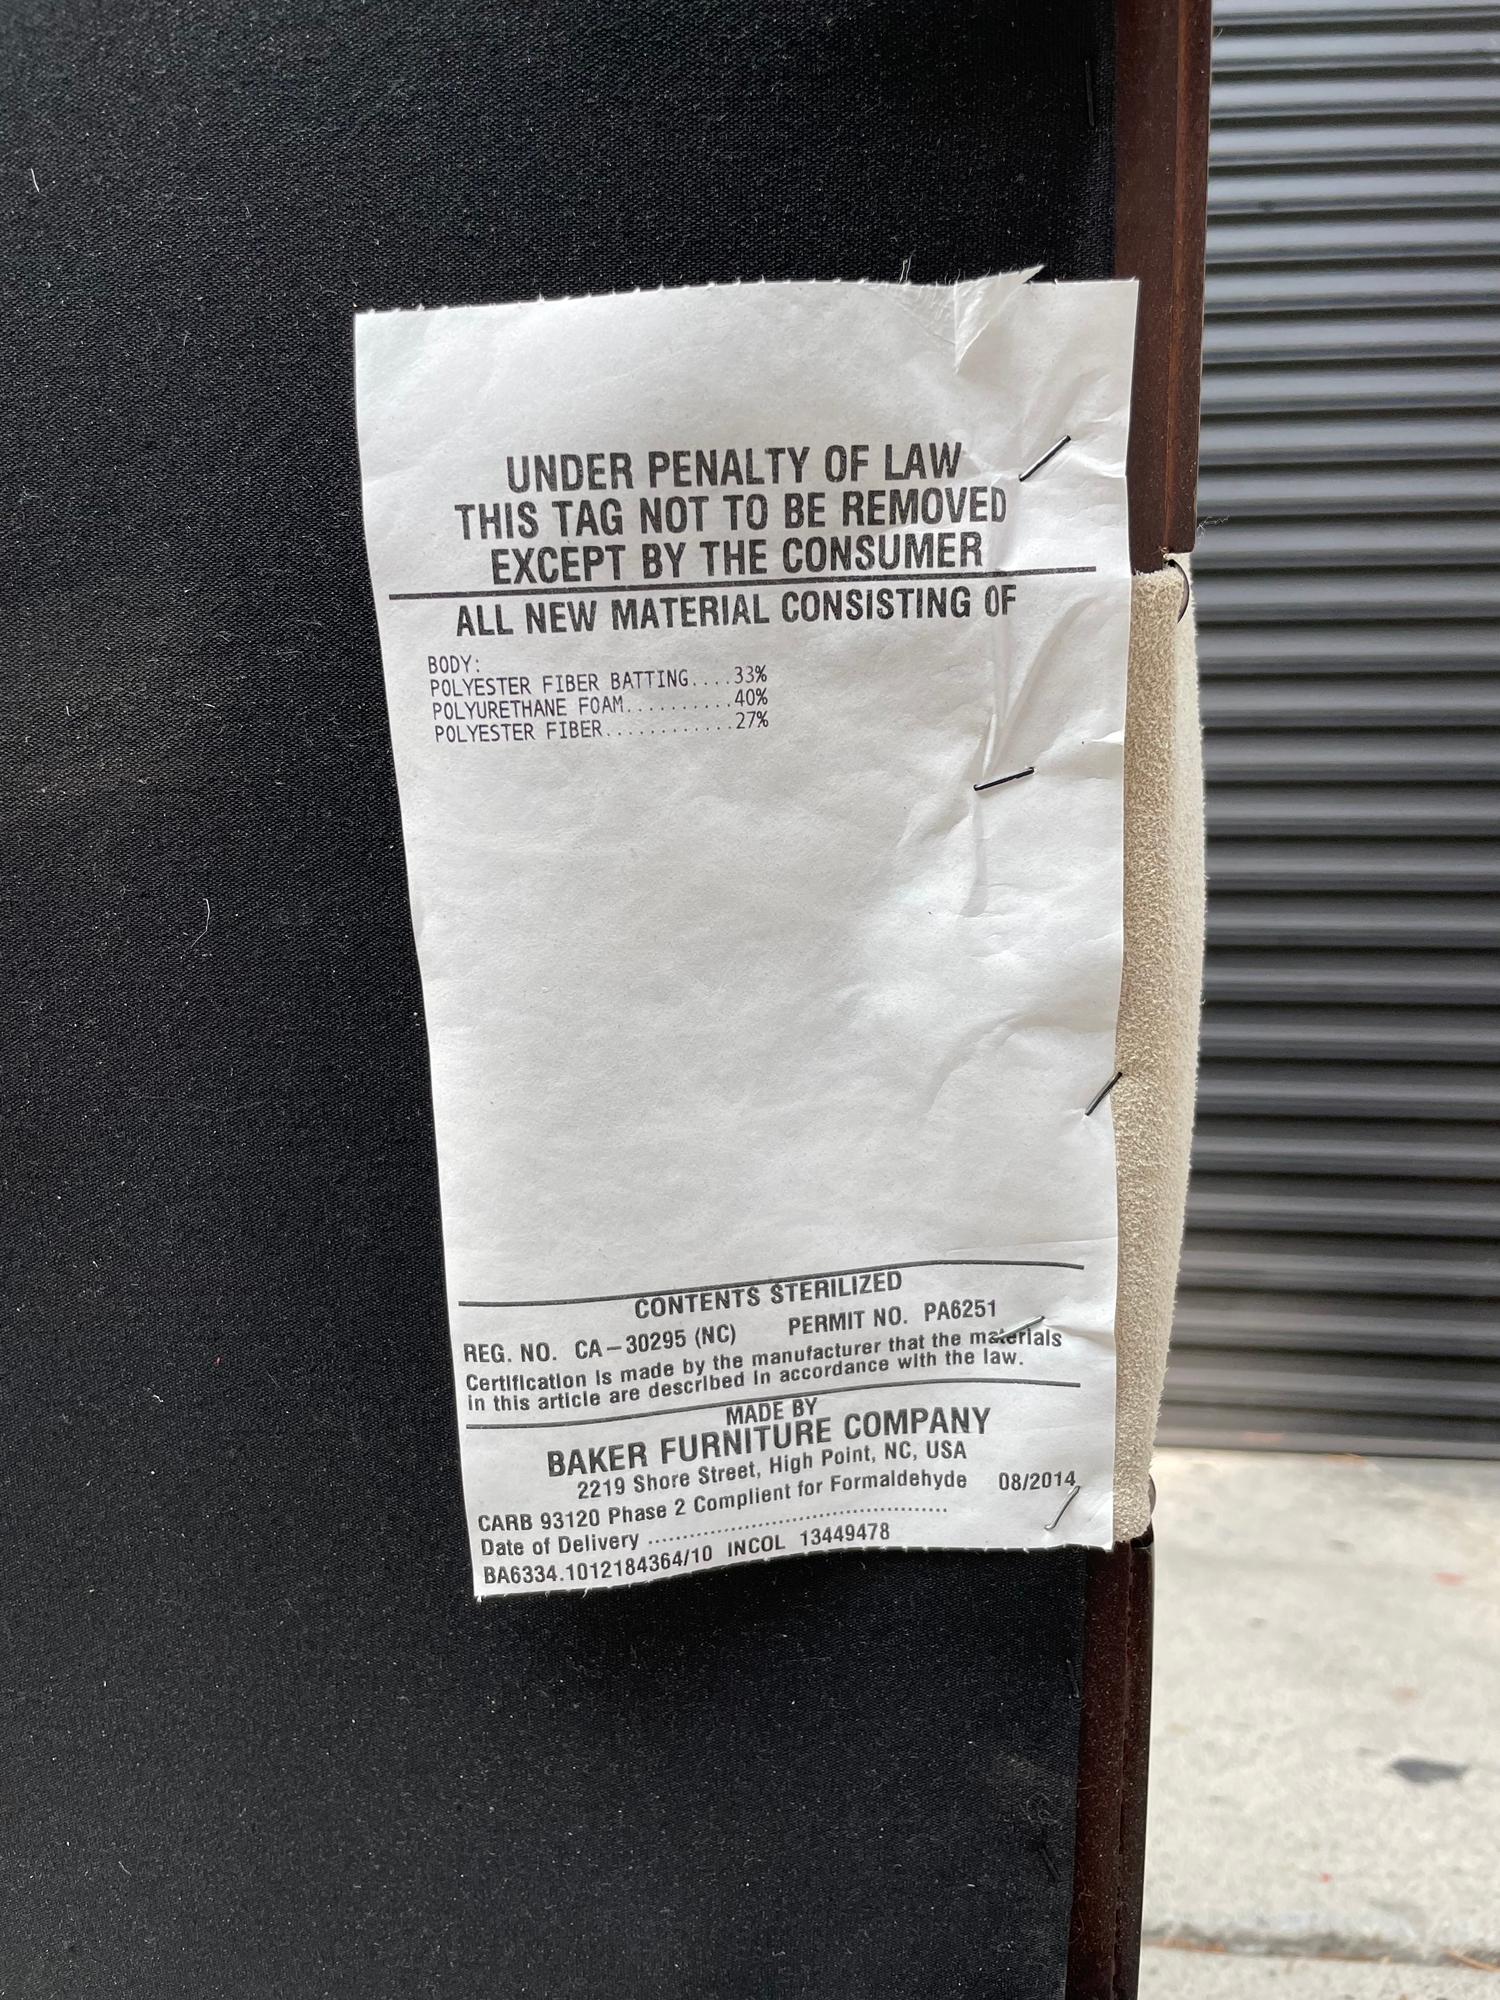 UNDER PENALTY OF LAW
THIS TAG NOT TO BE REMOVED
EXCEPT BY THE CONSUMER
ALL NEW MATERIAL CONSISTING OF
BODY:
POLYESTER FIBER BATTING....33%
POLYURETHANE FOAM..........40%
POLYESTER FIBER............27%
CONTENTS STERILIZED
REG. NO. CA–30295 (NC) PERMIT NO. PA6251
Certification is made by the manufacturer that the materials
in this article are described in accordance with the law.
MADE BY
BAKER FURNITURE COMPANY
2219 Shore Street, High Point, NC, USA
CARB 93120 Phase 2 Complient for Formaldehyde 08/2014
Date of Delivery ..........................................
BA6334.1012184364/10 INCOL 13449478